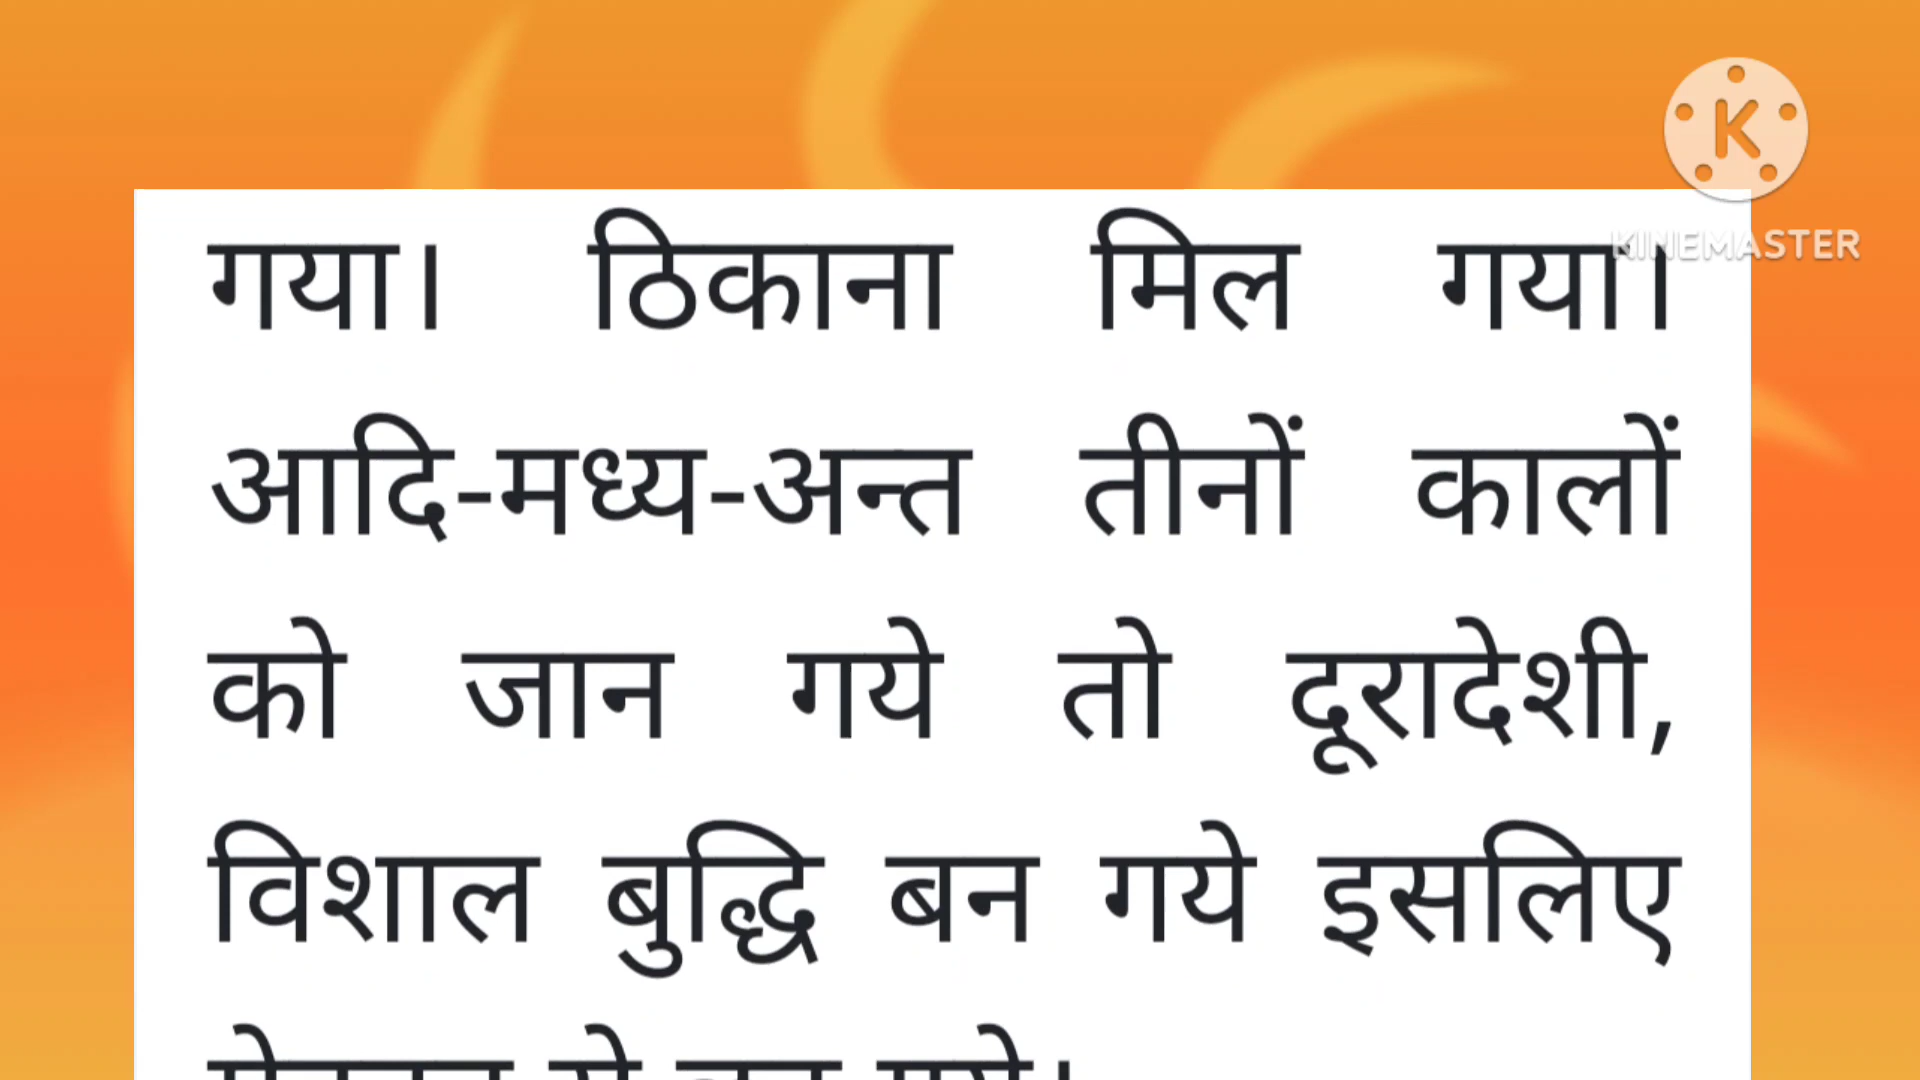 गया। ठिकाना मिल गया।
KINEMASTER
आदि-मध्य-अन्त तीनों कालों
को जान गये तो दूरादेशी,
विशाल बुद्धि बन गये इसलिए